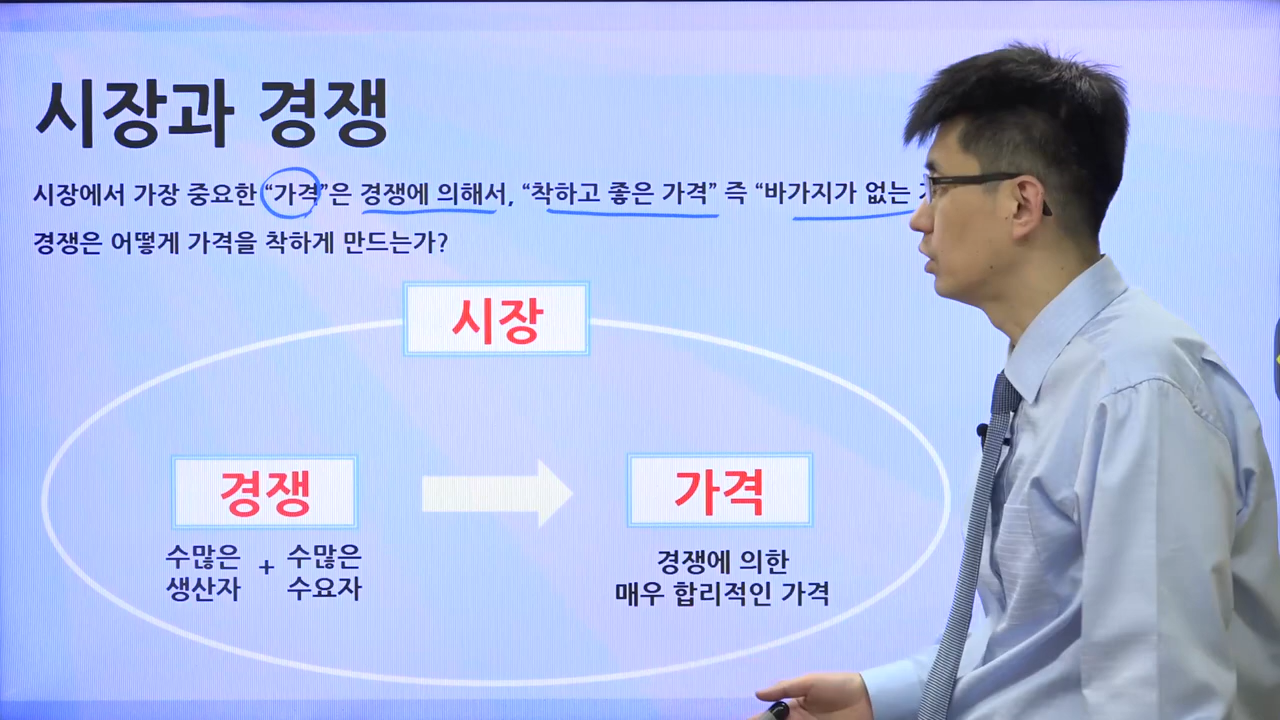 시장과 경쟁
시장에서 가장 중요한 “가격”은 경쟁에 의해서, “착하고 좋은 가격” 즉 “바가지가 없는
경쟁은 어떻게 가격을 착하게 만드는가?
시장
경쟁
가격
수많은 + 수많은
생산자 수요자
경쟁에 의한
매우 합리적인 가격